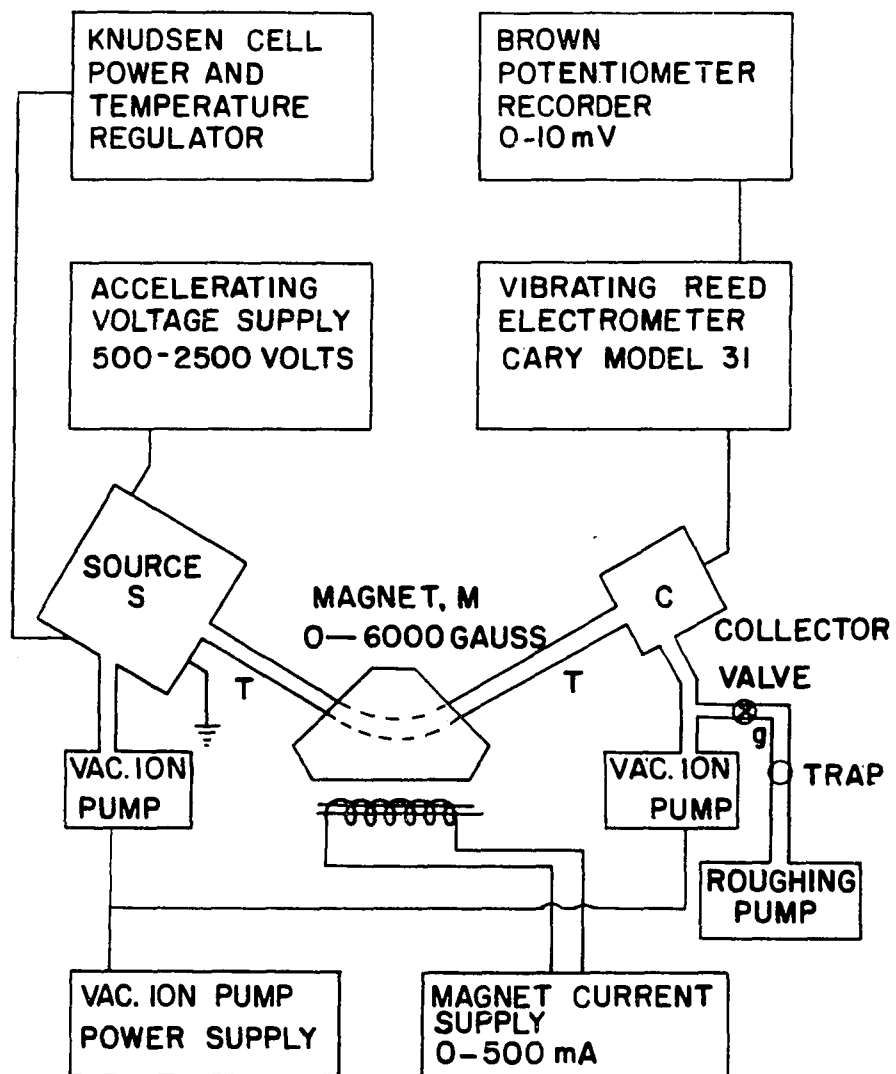 KNUDSEN CELL
POWER AND
TEMPERATURE
REGULATOR
BROWN
POTENTIOMETER
RECORDER
0-10 mV
ACCELERATING
VOLTAGE SUPPLY
500-2500 VOLTS
VIBRATING REED
ELECTROMETER
CARY MODEL 31
SOURCE
S
MAGNET, M
0-6000 GAUSS
C
COLLECTOR
T
T
VALVE
g
TRAP
VAC. ION
PUMP
VAC. ION
PUMP
ROUGHING
PUMP
VAC. ION PUMP
POWER SUPPLY
MAGNET CURRENT
SUPPLY
0-500 mA